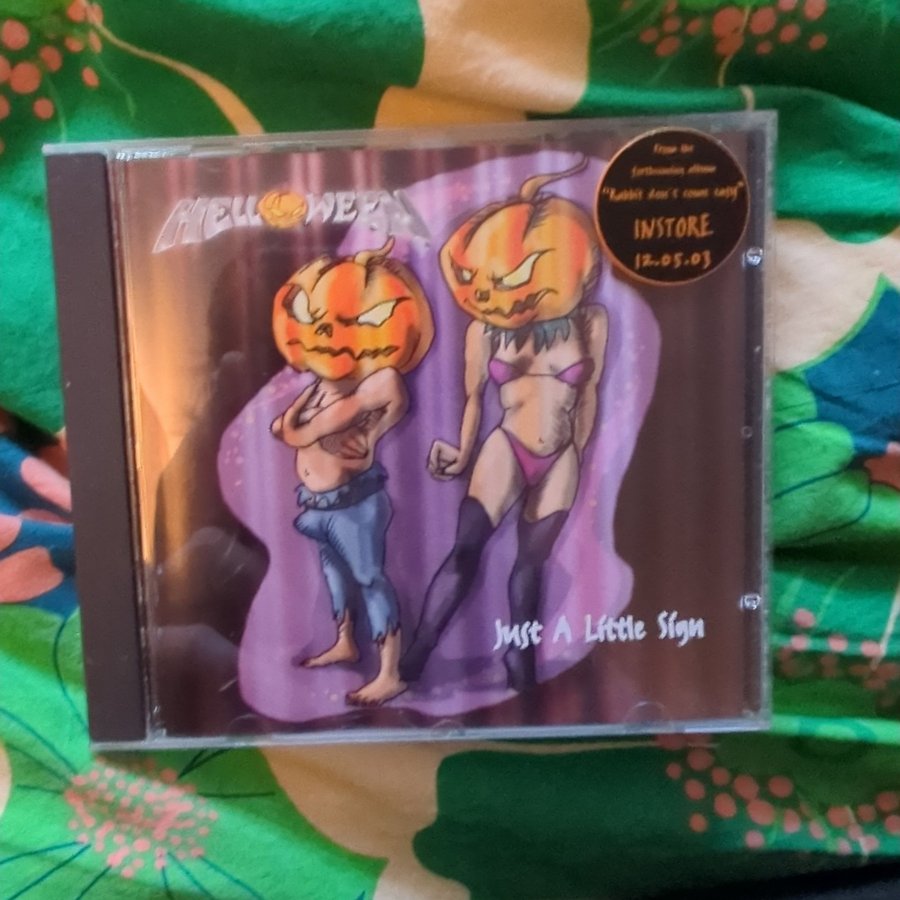 HELLOWEEN
From the
forthcoming album
"Rabbit don't come easy"
INSTORE
12.05.03
Just A Little Sign